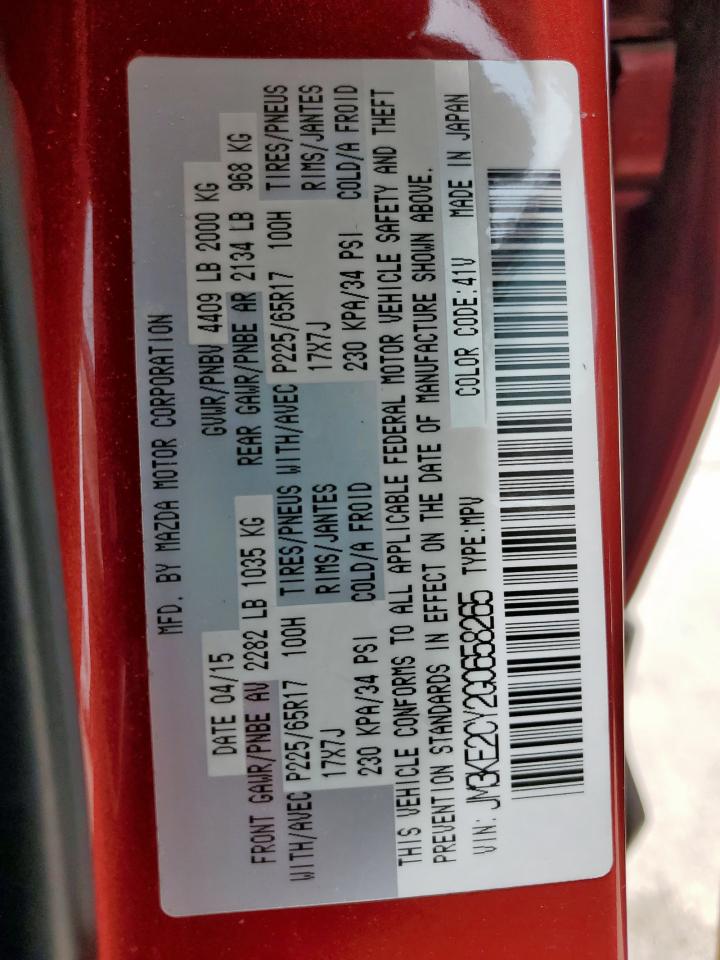 MFD. BY MAZDA MOTOR CORPORATION
DATE 04/15 GVWR/PNBV 4409 LB 2000 KG
FRONT GAWR/PNBE AV 2282 LB 1035 KG REAR GAWR/PNBE AR 2134 LB 968 KG
WITH/AVEC P225/65R17 100H TIRES/PNEUS WITH/AVEC P225/65R17 100H TIRES/PNEUS
17X7J RIMS/JANTES 17X7J RIMS/JANTES
230 KPA/34 PSI COLD/A FROID 230 KPA/34 PSI COLD/A FROID
THIS VEHICLE CONFORMS TO ALL APPLICABLE FEDERAL MOTOR VEHICLE SAFETY AND THEFT
PREVENTION STANDARDS IN EFFECT ON THE DATE OF MANUFACTURE SHOWN ABOVE.
VIN: JM3KE2CY2G0658265 TYPE:MPV COLOR CODE:41V MADE IN JAPAN